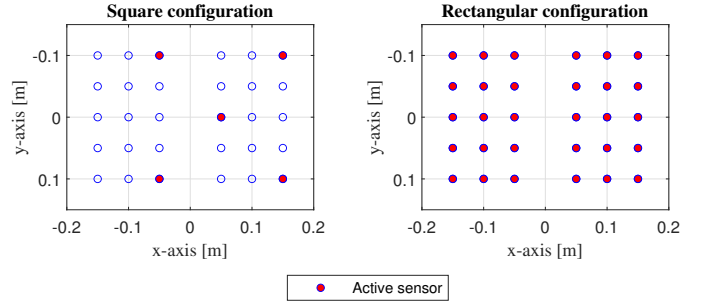 Square configuration
-0.1
0
0.1
-0.2
-0.1
0
0.1
0.2
y-axis [m]
x-axis [m]
Rectangular configuration
-0.1
0
0.1
-0.2
-0.1
0
0.1
0.2
y-axis [m]
x-axis [m]
Active sensor